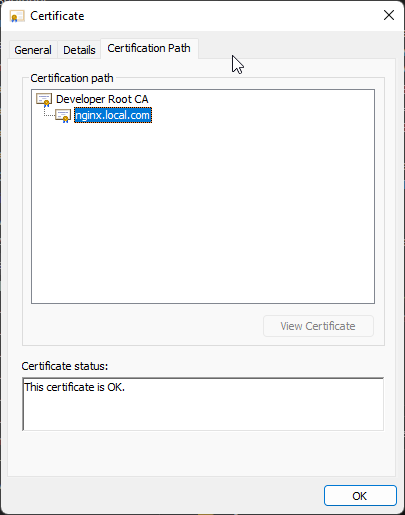 Certificate
General Details Certification Path
Certification path
Developer Root CA
nginx.local.com
View Certificate
Certificate status:
This certificate is OK.
OK